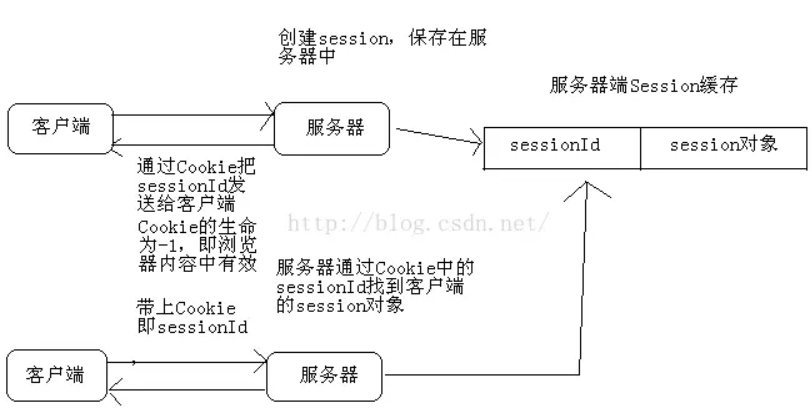 创建session，保存在服
务器中
服务器端Session缓存
客户端
服务器
sessionId
session对象
通过Cookie把
sessionId发
送给客户端
Cookie的生命
为-1，即浏览
器内容中有效
http://blog.csdn.net/
服务器通过Cookie中的
sessionId找到客户端
的session对象
带上Cookie
即sessionId
客户端
服务器